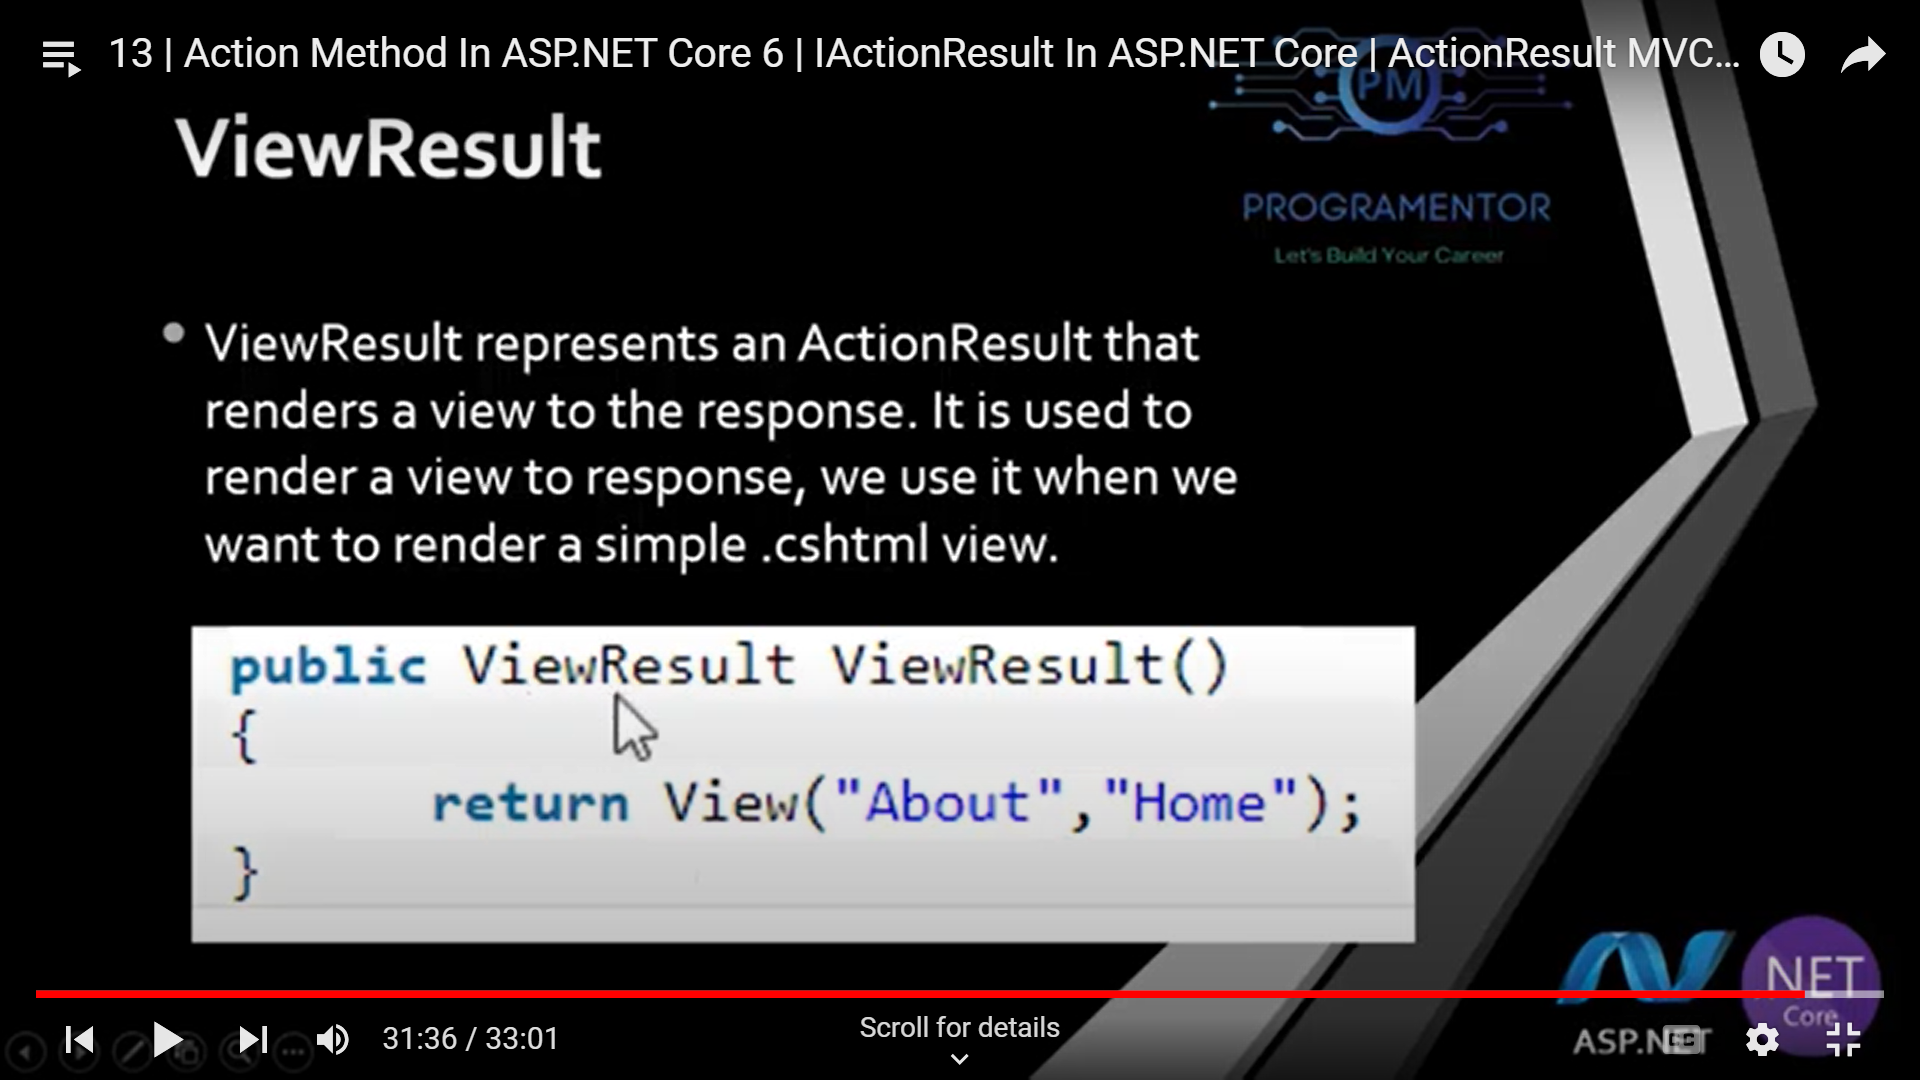 13 | Action Method In ASP.NET Core 6 | IActionResult In ASP.NET Core | ActionResult MVC...
PM
ViewResult
PROGRAMENTOR
Let's Build Your Career
ViewResult represents an ActionResult that
renders a view to the response. It is used to
render a view to response, we use it when we
want to render a simple .cshtml view.
public ViewResult ViewResult()
{
return View("About","Home");
}
NET
Core
31:36 / 33:01
Scroll for details
ASP.NET